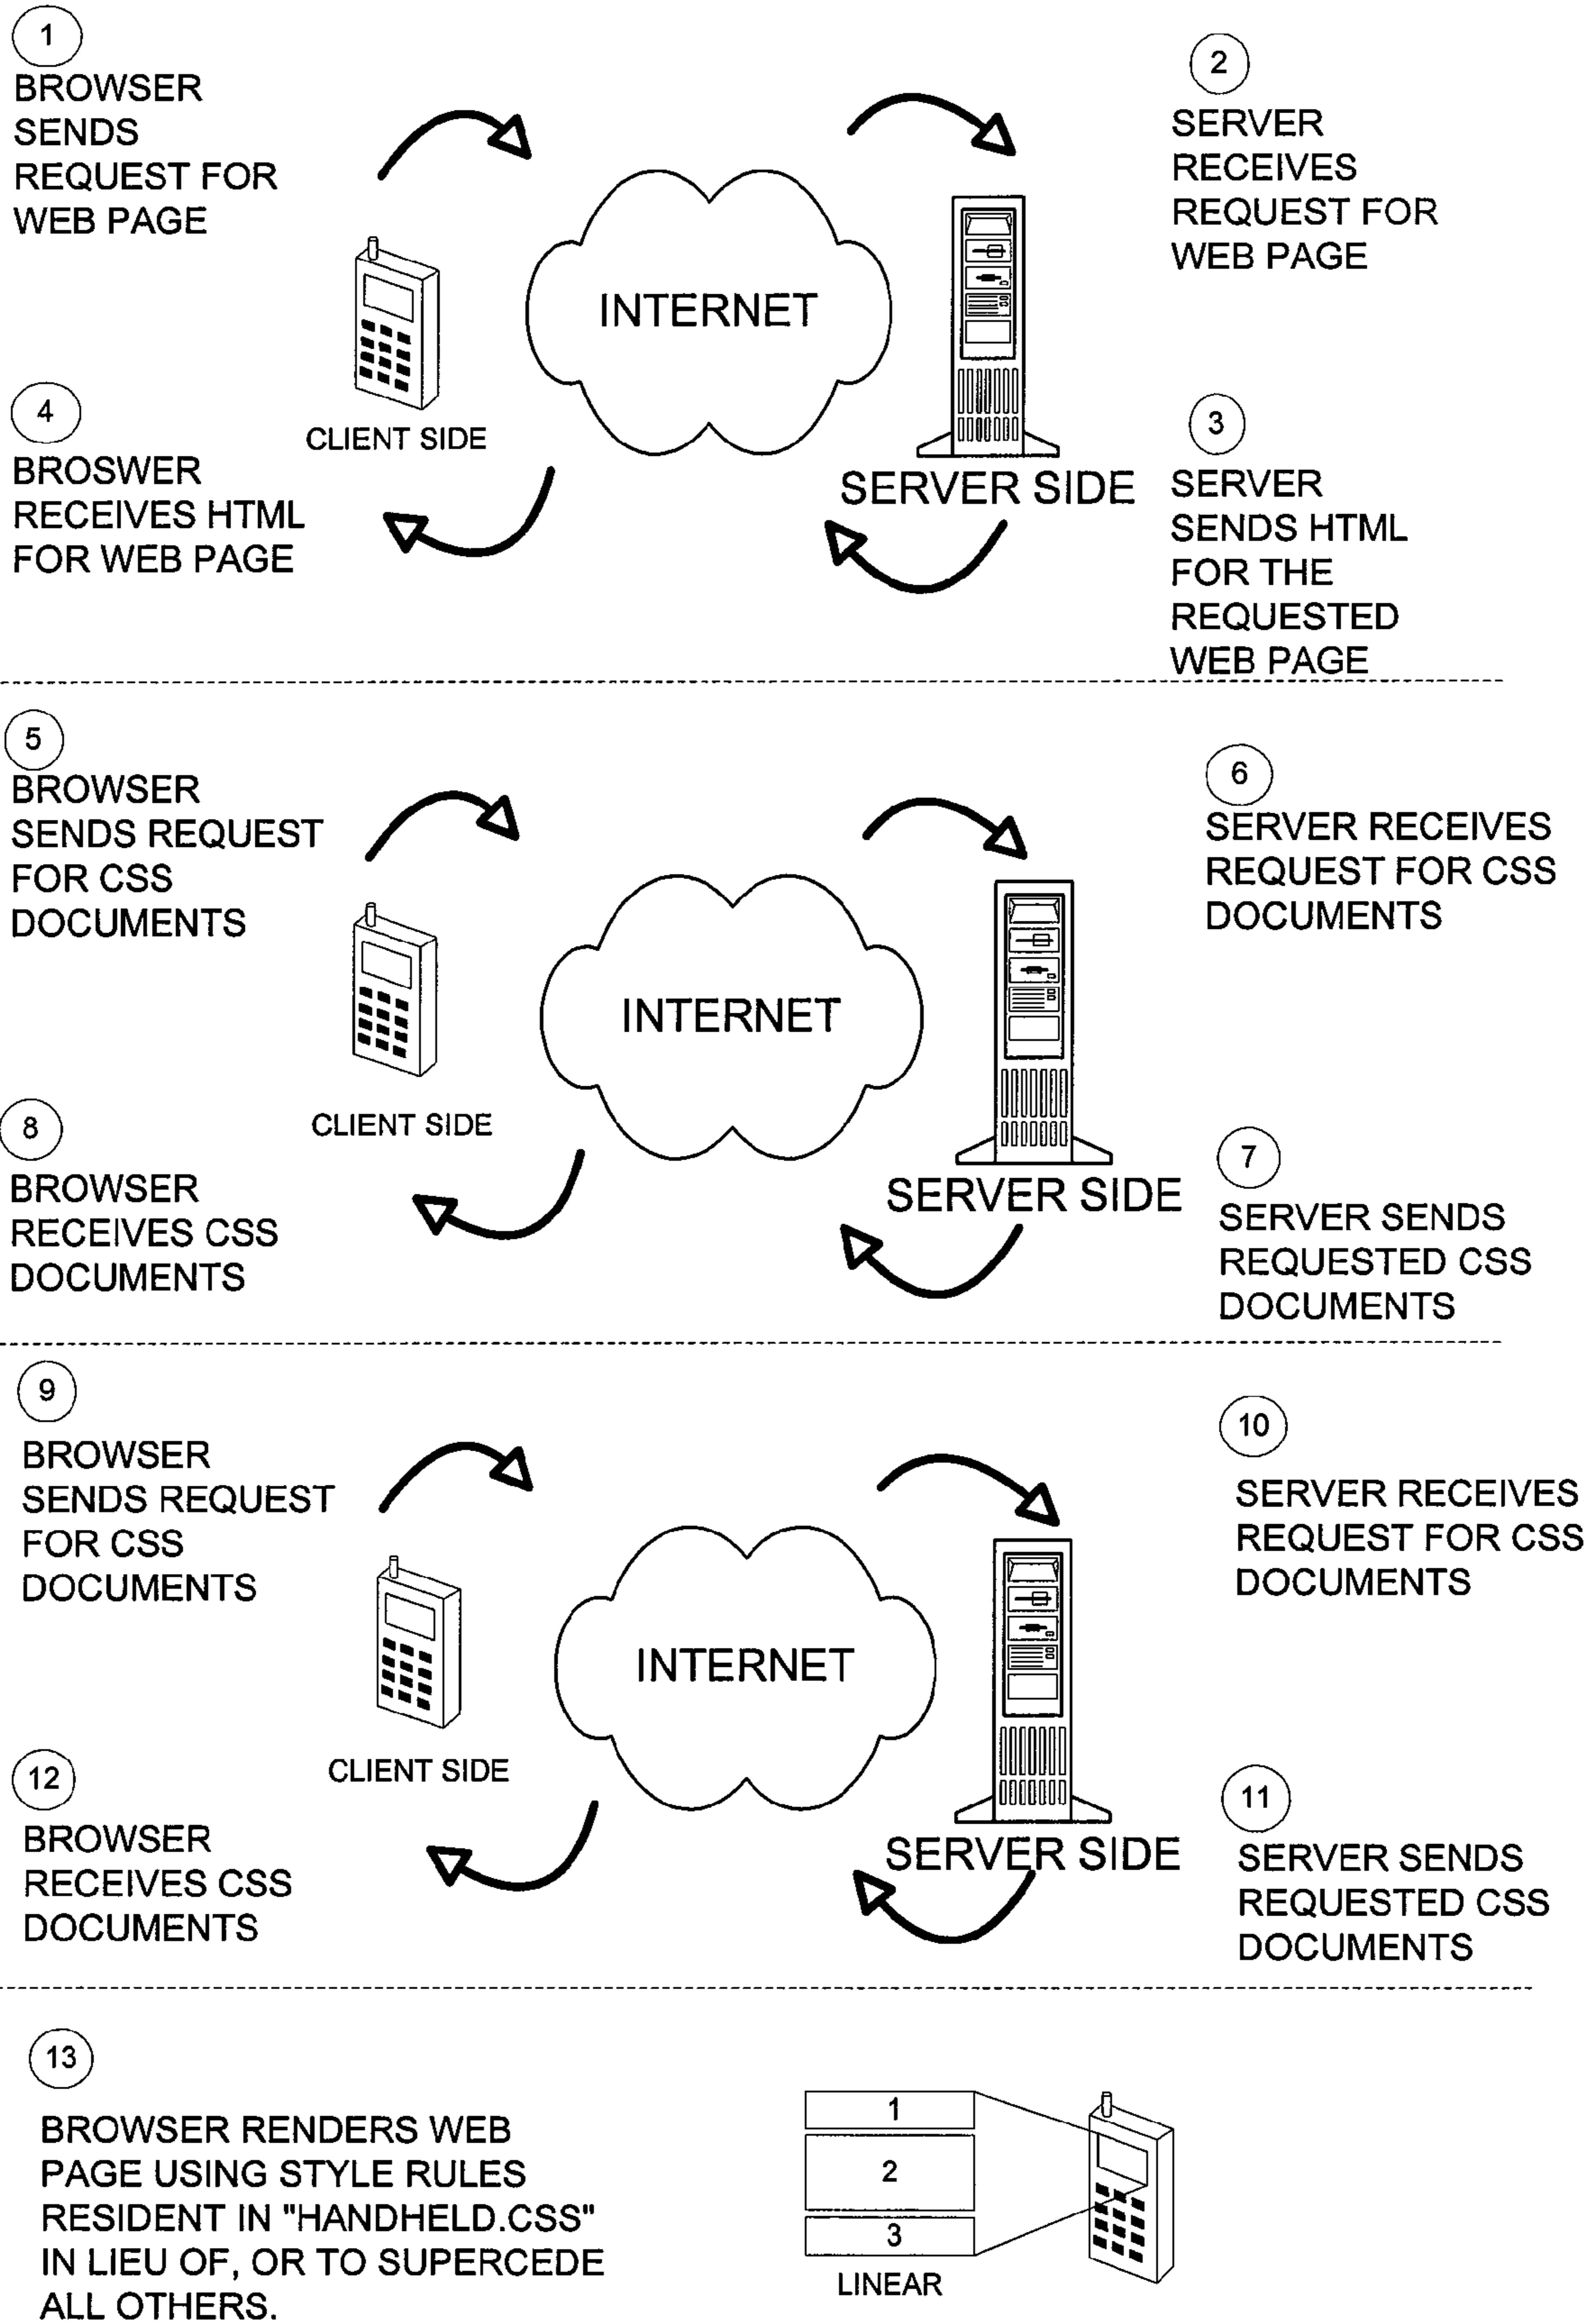 1
BROWSER
SENDS
REQUEST FOR
WEB PAGE
2
SERVER
RECEIVES
REQUEST FOR
WEB PAGE
INTERNET
CLIENT SIDE
SERVER SIDE
3
SERVER
SENDS HTML
FOR THE
REQUESTED
WEB PAGE
4
BROSWER
RECEIVES HTML
FOR WEB PAGE
5
BROWSER
SENDS REQUEST
FOR CSS
DOCUMENTS
6
SERVER RECEIVES
REQUEST FOR CSS
DOCUMENTS
INTERNET
CLIENT SIDE
SERVER SIDE
7
SERVER SENDS
REQUESTED CSS
DOCUMENTS
8
BROWSER
RECEIVES CSS
DOCUMENTS
9
BROWSER
SENDS REQUEST
FOR CSS
DOCUMENTS
10
SERVER RECEIVES
REQUEST FOR CSS
DOCUMENTS
INTERNET
CLIENT SIDE
SERVER SIDE
11
SERVER SENDS
REQUESTED CSS
DOCUMENTS
12
BROWSER
RECEIVES CSS
DOCUMENTS
13
BROWSER RENDERS WEB
PAGE USING STYLE RULES
RESIDENT IN "HANDHELD.CSS"
IN LIEU OF, OR TO SUPERCEDE
ALL OTHERS.
1
2
3
LINEAR